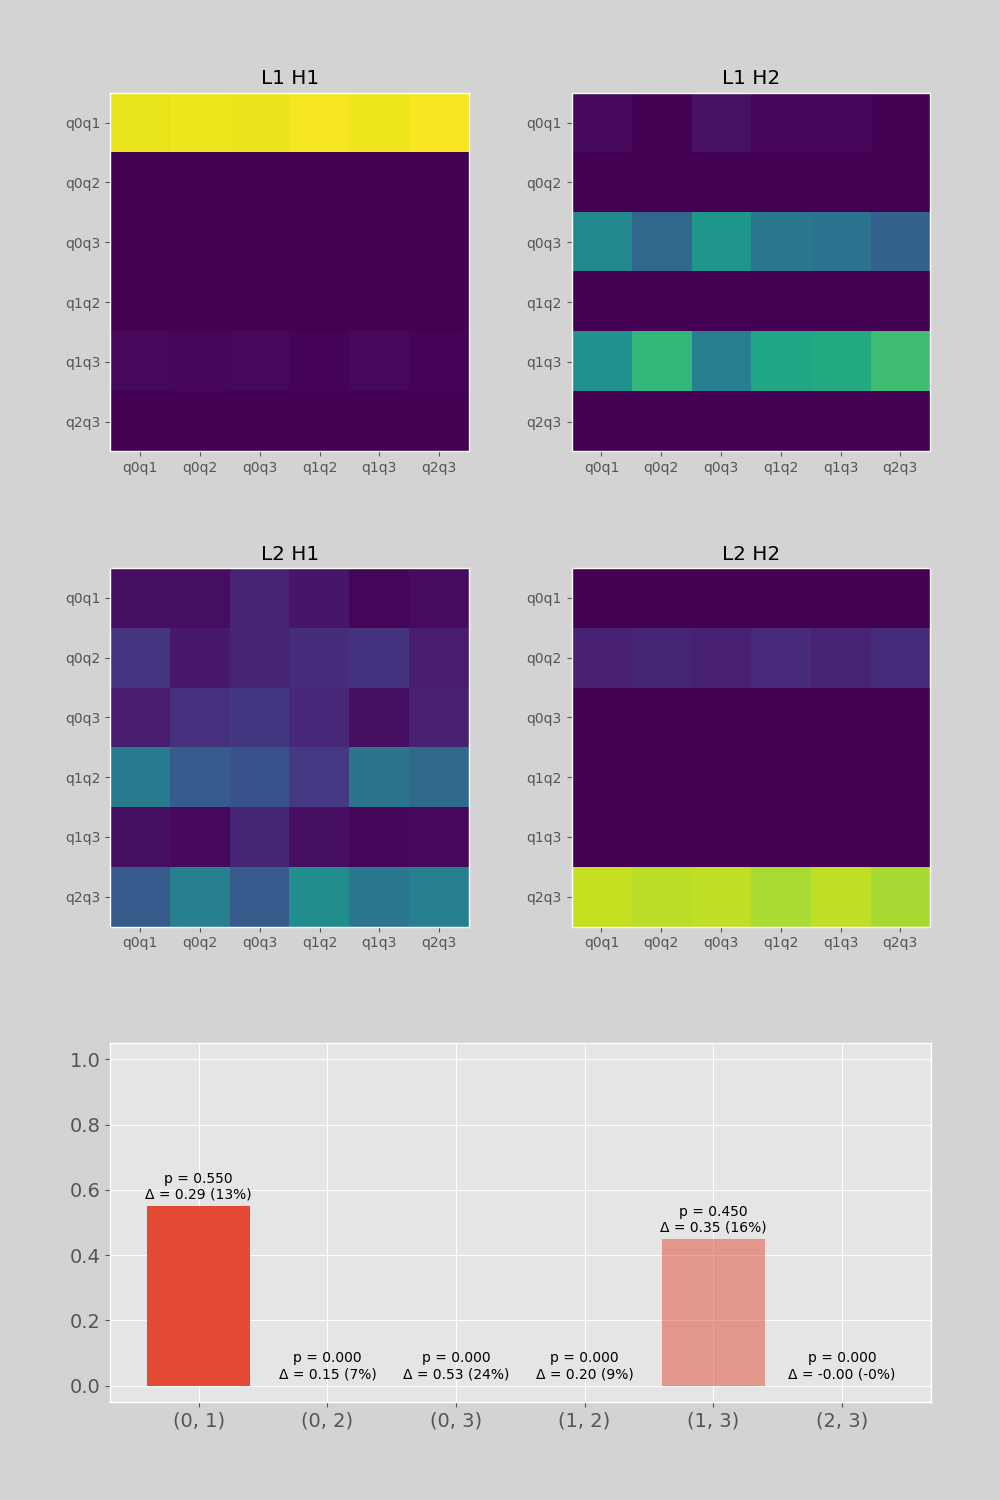 L1 H1
q0q1
q0q2
q0q3
q1q2
q1q3
q2q3
q0q1 q0q2 q0q3 q1q2 q1q3 q2q3
L1 H2
q0q1
q0q2
q0q3
q1q2
q1q3
q2q3
q0q1 q0q2 q0q3 q1q2 q1q3 q2q3
L2 H1
q0q1
q0q2
q0q3
q1q2
q1q3
q2q3
q0q1 q0q2 q0q3 q1q2 q1q3 q2q3
L2 H2
q0q1
q0q2
q0q3
q1q2
q1q3
q2q3
q0q1 q0q2 q0q3 q1q2 q1q3 q2q3
1.0
0.8
0.6
0.4
0.2
0.0
p = 0.550
Δ = 0.29 (13%)
p = 0.000
Δ = 0.15 (7%)
p = 0.000
Δ = 0.53 (24%)
p = 0.000
Δ = 0.20 (9%)
p = 0.450
Δ = 0.35 (16%)
p = 0.000
Δ = -0.00 (-0%)
(0, 1) (0, 2) (0, 3) (1, 2) (1, 3) (2, 3)